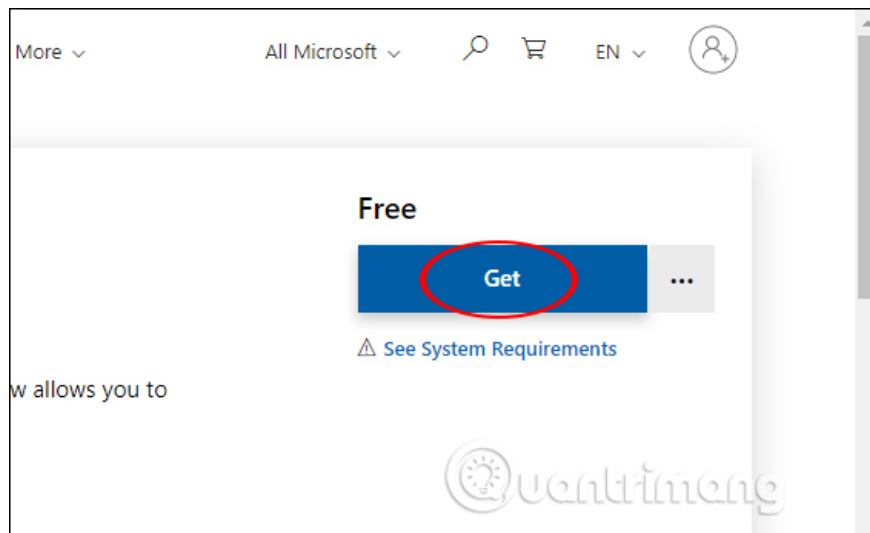 More
All Microsoft
EN
Free
Get
...
See System Requirements
w allows you to
Quantrimang